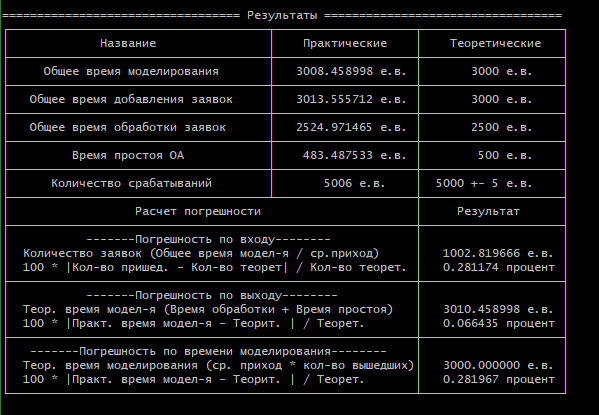 ================================== Результаты ==================================
Название Практические Теоретические
Общее время моделирования 3008.458998 е.в. 3000 е.в.
Общее время добавления заявок 3013.555712 е.в. 3000 е.в.
Общее время обработки заявок 2524.971465 е.в. 2500 е.в.
Время простоя ОА 483.487533 е.в. 500 е.в.
Количество срабатываний 5006 е.в. 5000 +- 5 е.в.
Расчет погрешности Результат
-------Погрешность по входу--------
Количество заявок (Общее время модел-я / ср.приход) 1002.819666 е.в.
100 * |Кол-во пришед. - Кол-во теорет| / Кол-во теорет. 0.281174 процент
-------Погрешность по выходу--------
Теор. время модел-я (Время обработки + Время простоя) 3010.458998 е.в.
100 * |Практ. время модел-я - Теорит. | / Теорет. 0.066435 процент
-------Погрешность по времени моделирования--------
Теор. время моделирования (ср. приход * кол-во вышедших) 3000.000000 е.в.
100 * |Практ. время модел-я - Теорит. | / Теорет. 0.281967 процент